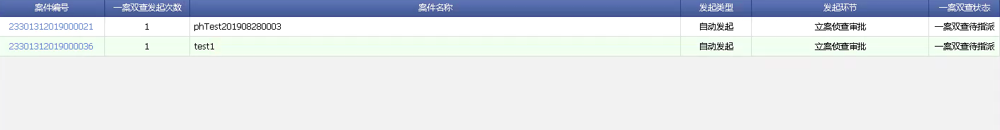 案件编号 一案双查发起次数 案件名称 发起类型 发起环节 一案双查状态
23301312019000021 1 phTest201908280003 自动发起 立案侦查审批 一案双查待指派
23301312019000036 1 test1 自动发起 立案侦查审批 一案双查待指派